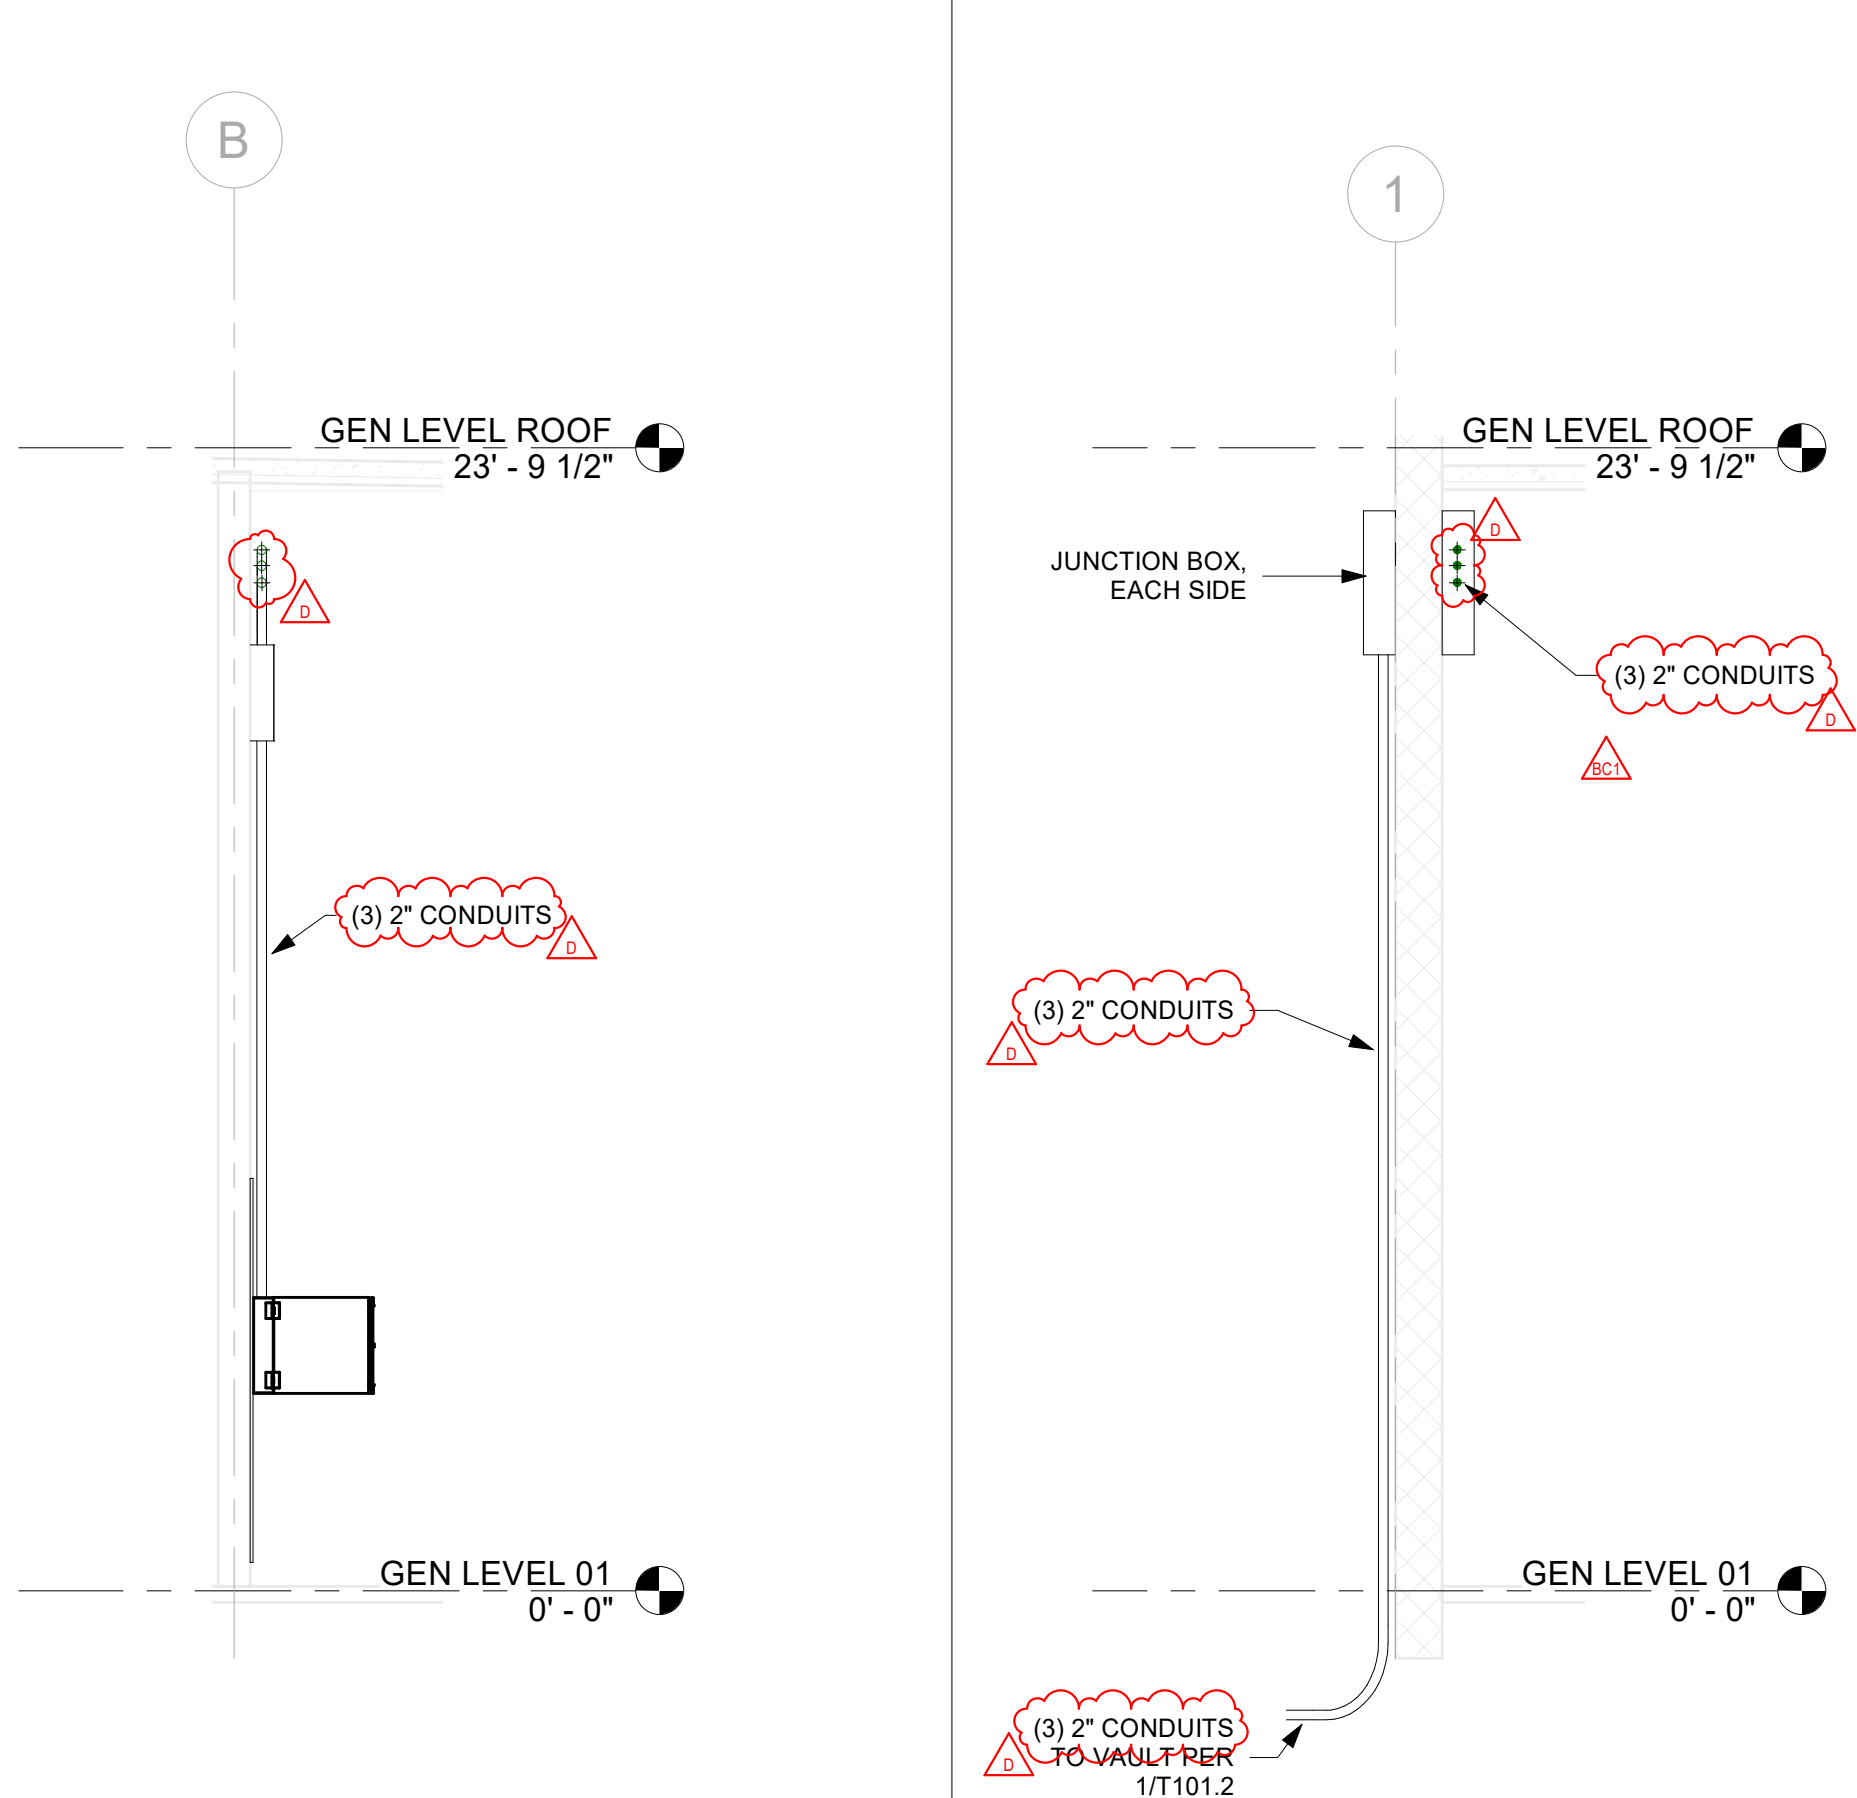 B
GEN LEVEL ROOF
23' - 9 1/2"
D
(3) 2" CONDUITS
D
GEN LEVEL 01
0' - 0"
1
GEN LEVEL ROOF
23' - 9 1/2"
D
JUNCTION BOX,
EACH SIDE
(3) 2" CONDUITS
D
BC1
(3) 2" CONDUITS
D
GEN LEVEL 01
0' - 0"
(3) 2" CONDUITS
TO VAULT PER
1/T101.2
D